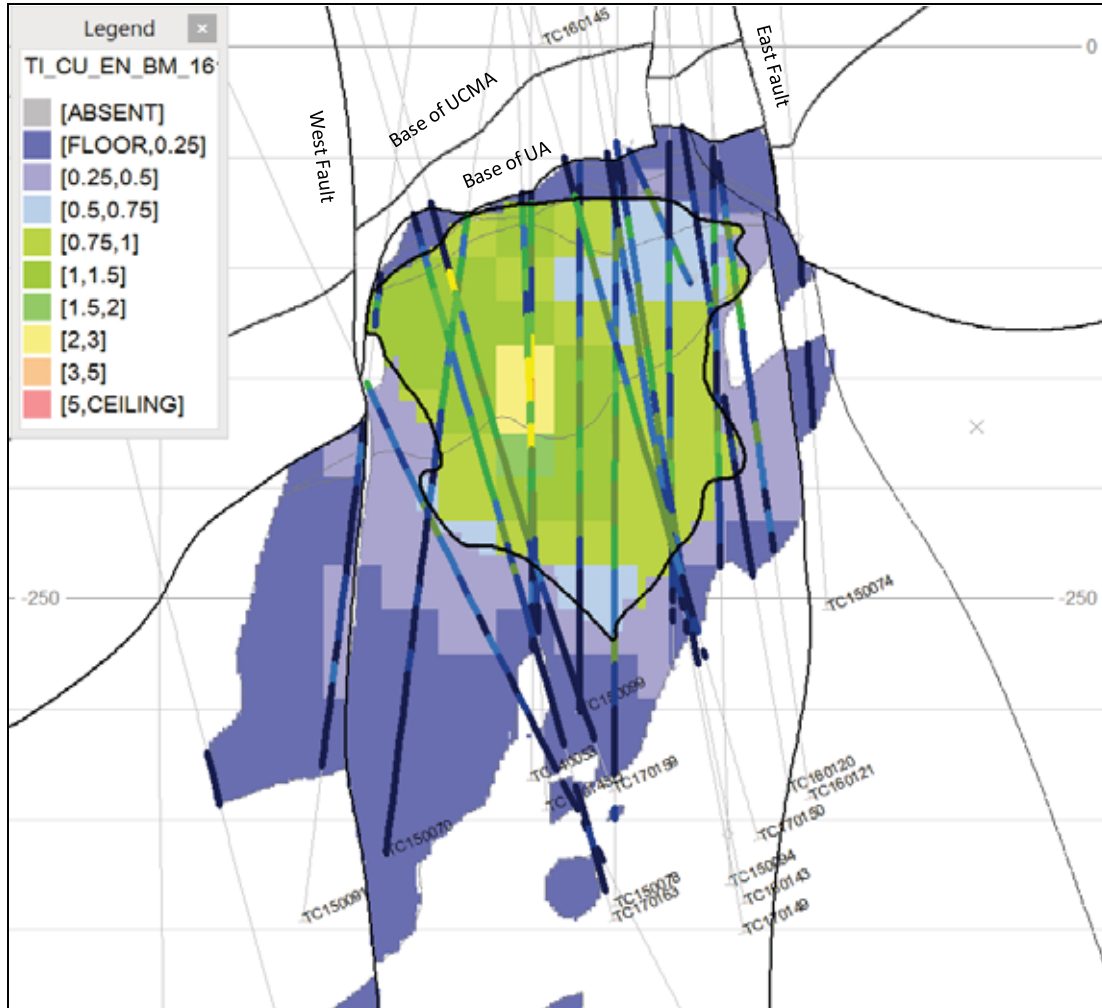 Legend
×
TI_CU_EN_BM_16
[ABSENT]
[FLOOR,0.25]
[0.25,0.5]
[0.5,0.75]
[0.75,1]
[1,1.5]
[1.5,2]
[2,3]
[3,5]
[5,CEILING]
TC160145
0
East Fault
Base of UCMA
West Fault
Base of UA
-250
-250
TC150074
TC150099
TC170159
TC160120
TC160121
TC170150
TC150070
TC150094
TC150091
TC150078
TC170163
TC170149